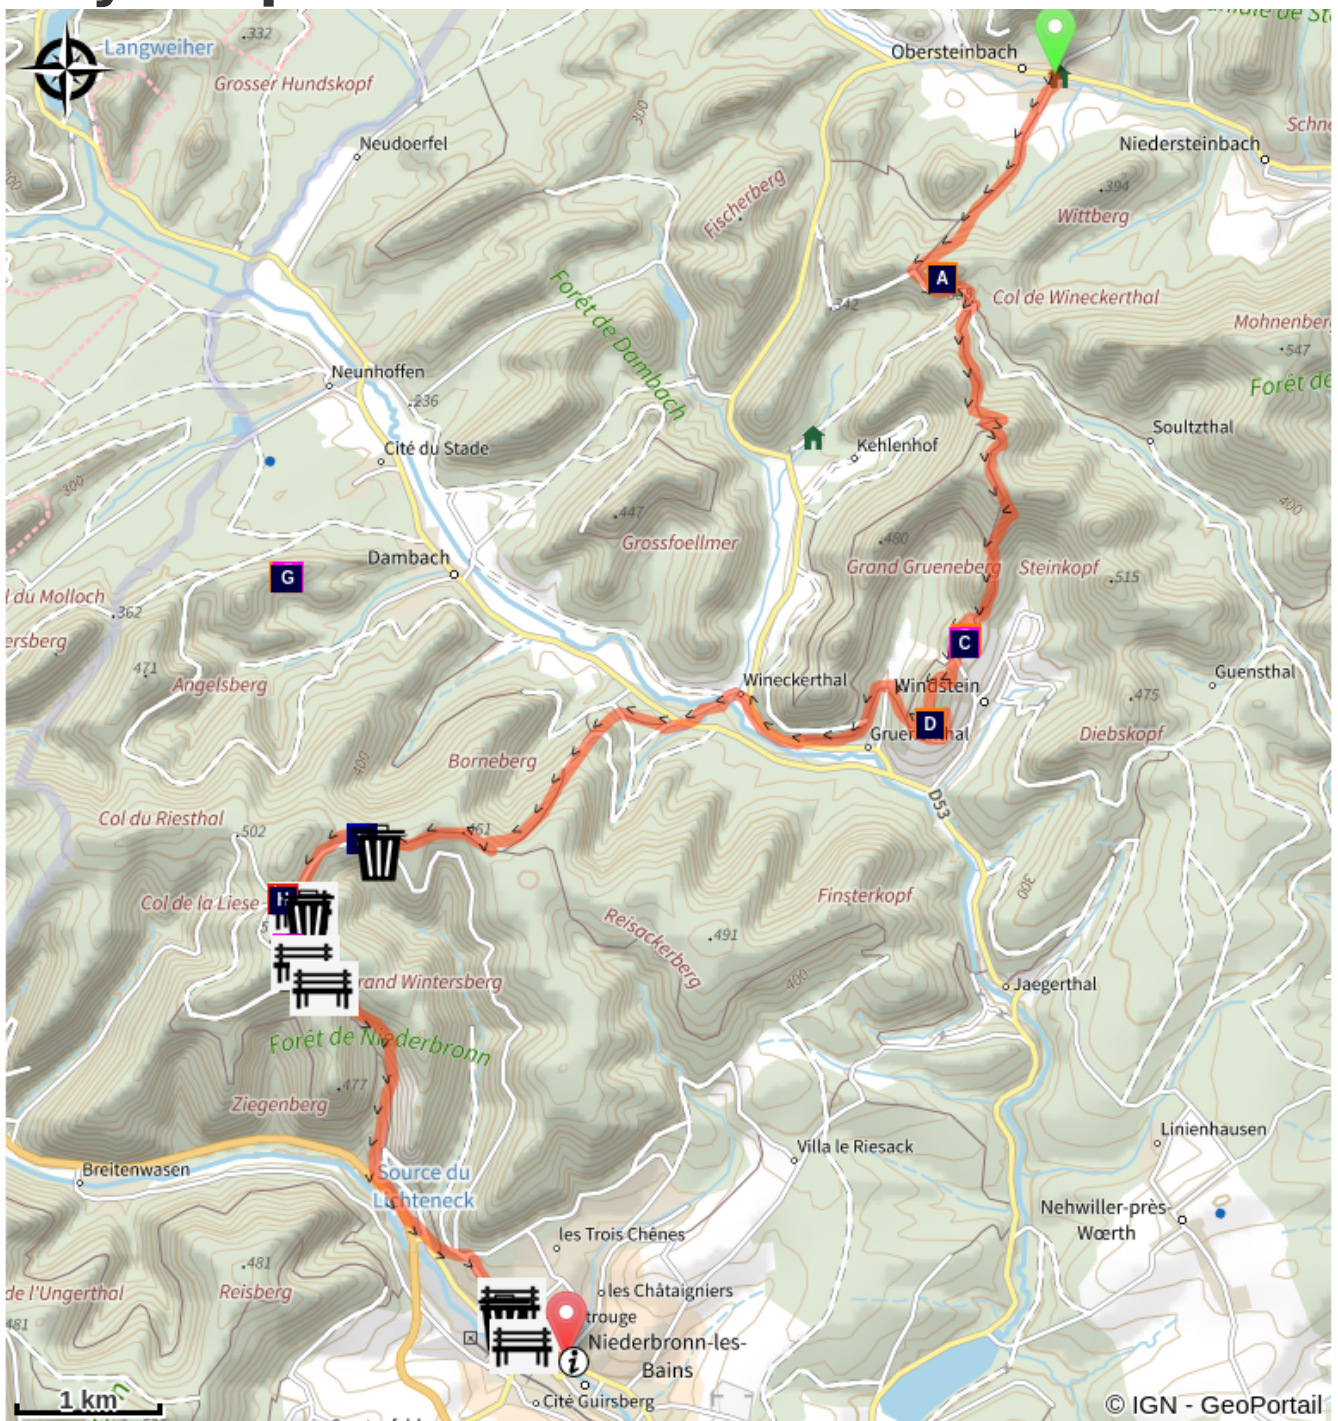 Langweiher
.332
Obersteinbach
Grosser Hundskopf
300
Neudoerfel
Niedersteinbach
Fischerberg
.394
Wittberg
A
Col de Wineckerthal
342
Forêt de Dambach
Mohnenberg
.547
Forêt de
Neunhoffen
.236
Cité du Stade
Kehlenhof
Soultzthal
300
400
.447
Grossfoellmer
.480
Grand Grueneberg
Steinkopf
.515
Dambach
G
du Molloch
.362
ersberg
471
Angelsberg
C
Wineckerthal
Windstein
Guensthal
.475
D
Diebskopf
400
Borneberg
D53
Col du Riesthal
.502
461
Finsterkopf
300
Col de la Liese
Reisackerberg
.491
400
rand Wintersberg
Jaegerthal
Forêt de Niederbronn
.477
Ziegenberg
Linienhausen
Villa le Riesack
Breitenwasen
Source du
Lichteneck
Nehwiller-près-
Wœrth
les Trois Chênes
.481
de l'Ungerthal
Reisberg
les Châtaigniers
481
trouge
Niederbronn-les-
Bains
i
Cité Guirsberg
1 km
© IGN - GeoPortail